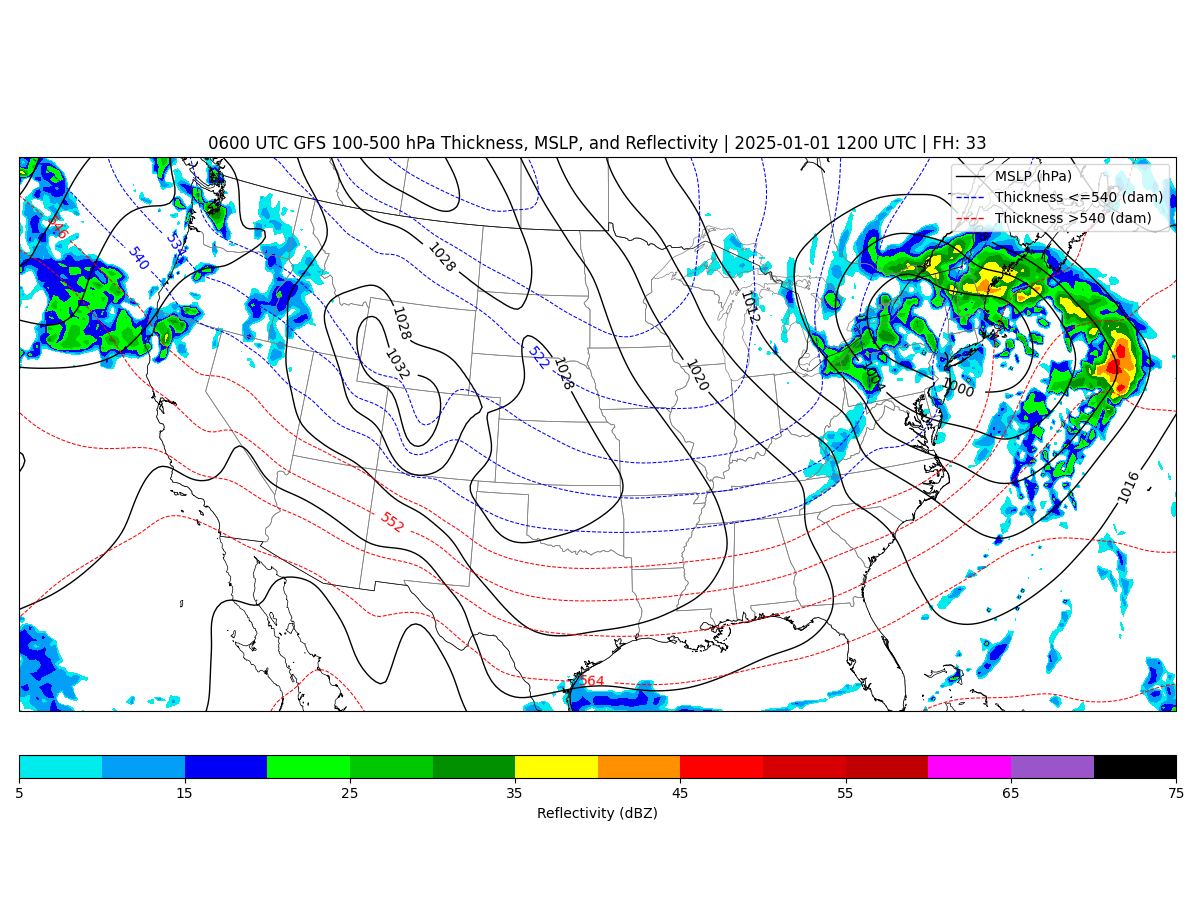 0600 UTC GFS 100-500 hPa Thickness, MSLP, and Reflectivity | 2025-01-01 1200 UTC | FH: 33
MSLP (hPa)
Thickness <=540 (dam)
Thickness >540 (dam)
546
540
534
1028
1028
1032
522
1028
1020
1012
1004
1000
1016
552
564
5 15 25 35 45 55 65 75
Reflectivity (dBZ)